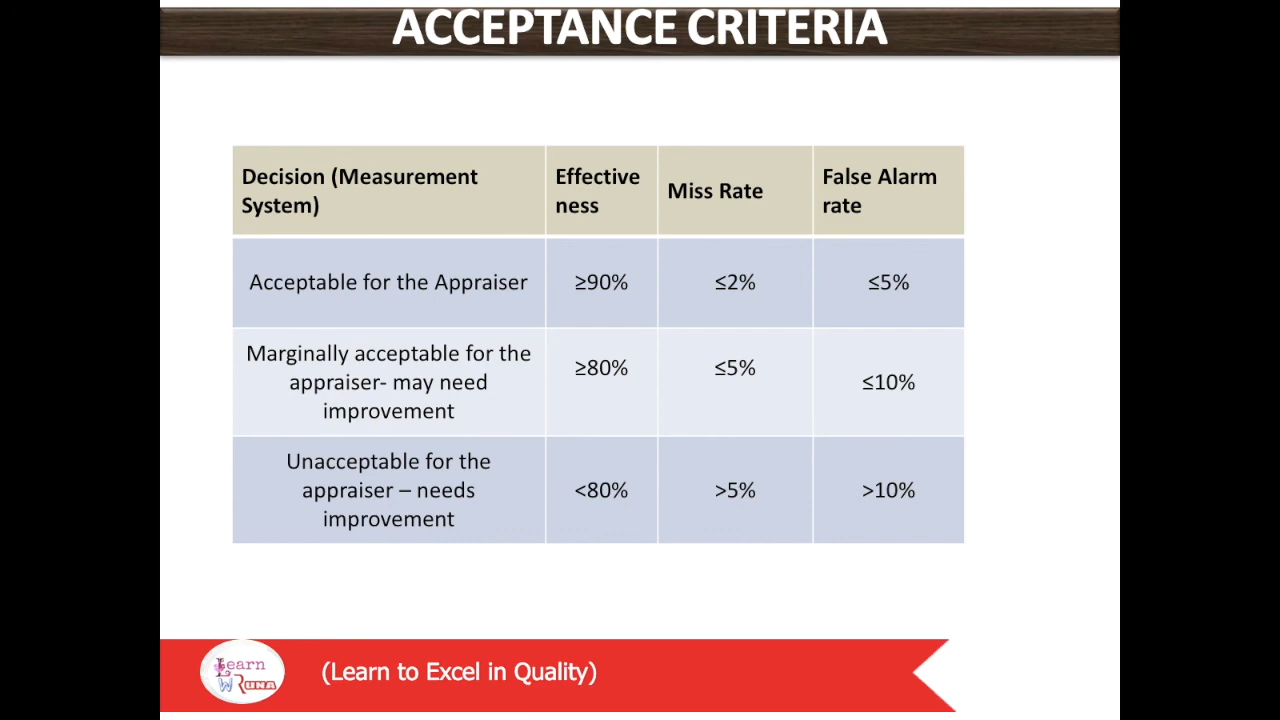 ACCEPTANCE CRITERIA
Decision (Measurement
System)
Effective
ness
Miss Rate
False Alarm
rate
Acceptable for the Appraiser
≥90%
≤2%
≤5%
Marginally acceptable for the
appraiser- may need
improvement
≥80%
≤5%
≤10%
Unacceptable for the
appraiser – needs
improvement
<80%
>5%
>10%
Learn
W RUNA
(Learn to Excel in Quality)